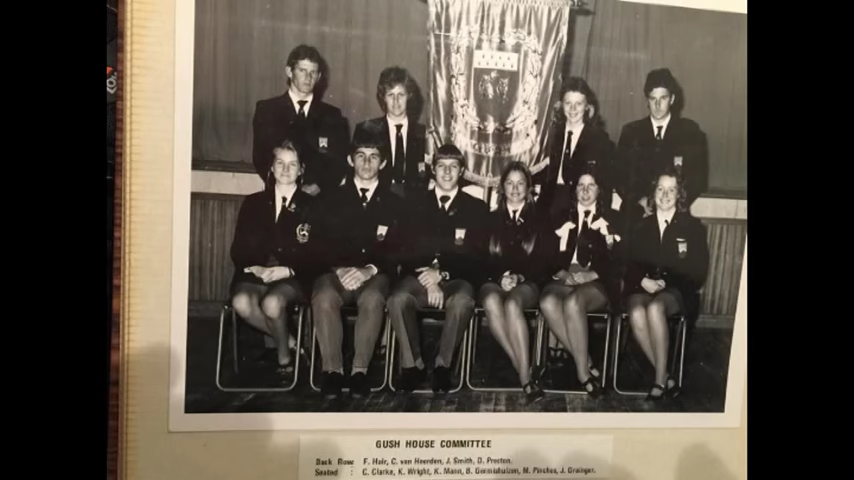 GUSH HOUSE COMMITTEE
Back Row: F. Hair, C. van Heerden, J. Smith, D. Preston.
Seated : C. Clarke, K. Wright, K. Mann, B. Germishuizen, M. Pinches, J. Grainger.